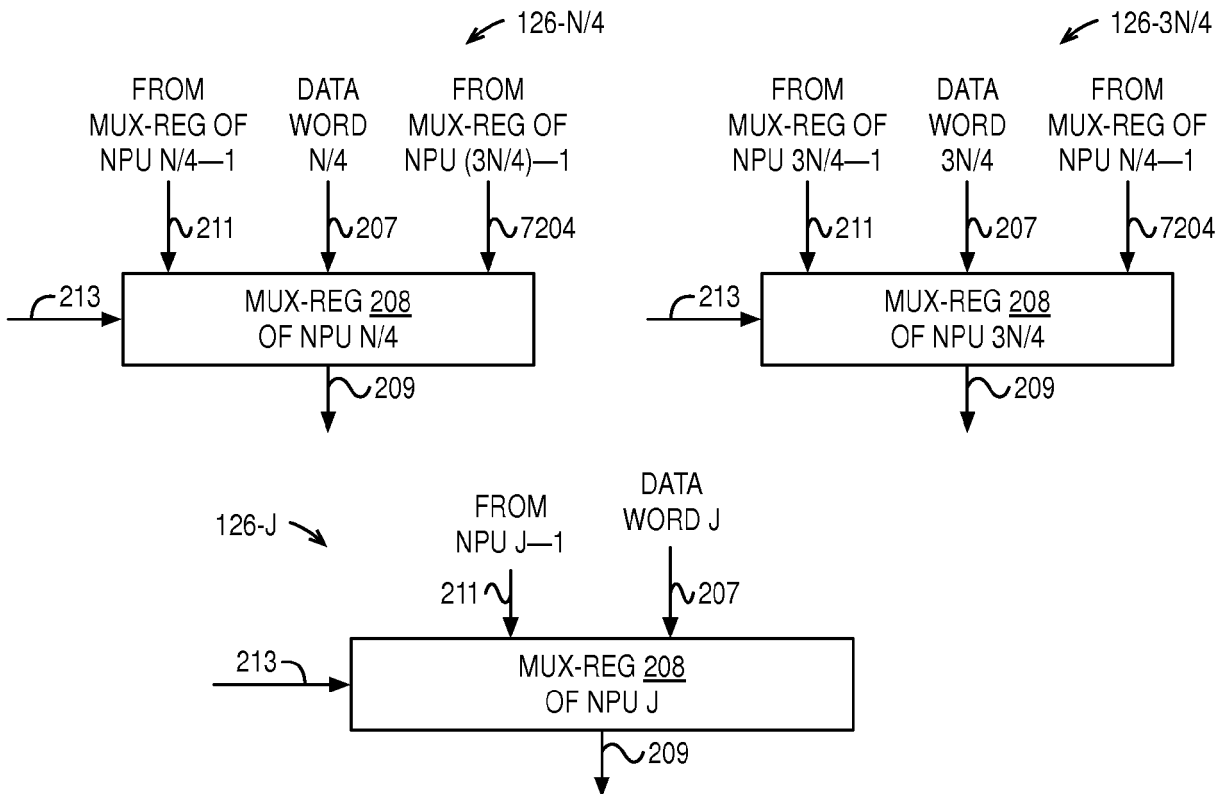 126-N/4
FROM
MUX-REG OF
NPU N/4—1
DATA
WORD
N/4
FROM
MUX-REG OF
NPU (3N/4)—1
211
207
7204
213
MUX-REG 208
OF NPU N/4
209
126-3N/4
FROM
MUX-REG OF
NPU 3N/4—1
DATA
WORD
3N/4
FROM
MUX-REG OF
NPU N/4—1
211
207
7204
213
MUX-REG 208
OF NPU 3N/4
209
126-J
FROM
NPU J—1
DATA
WORD J
211
207
213
MUX-REG 208
OF NPU J
209